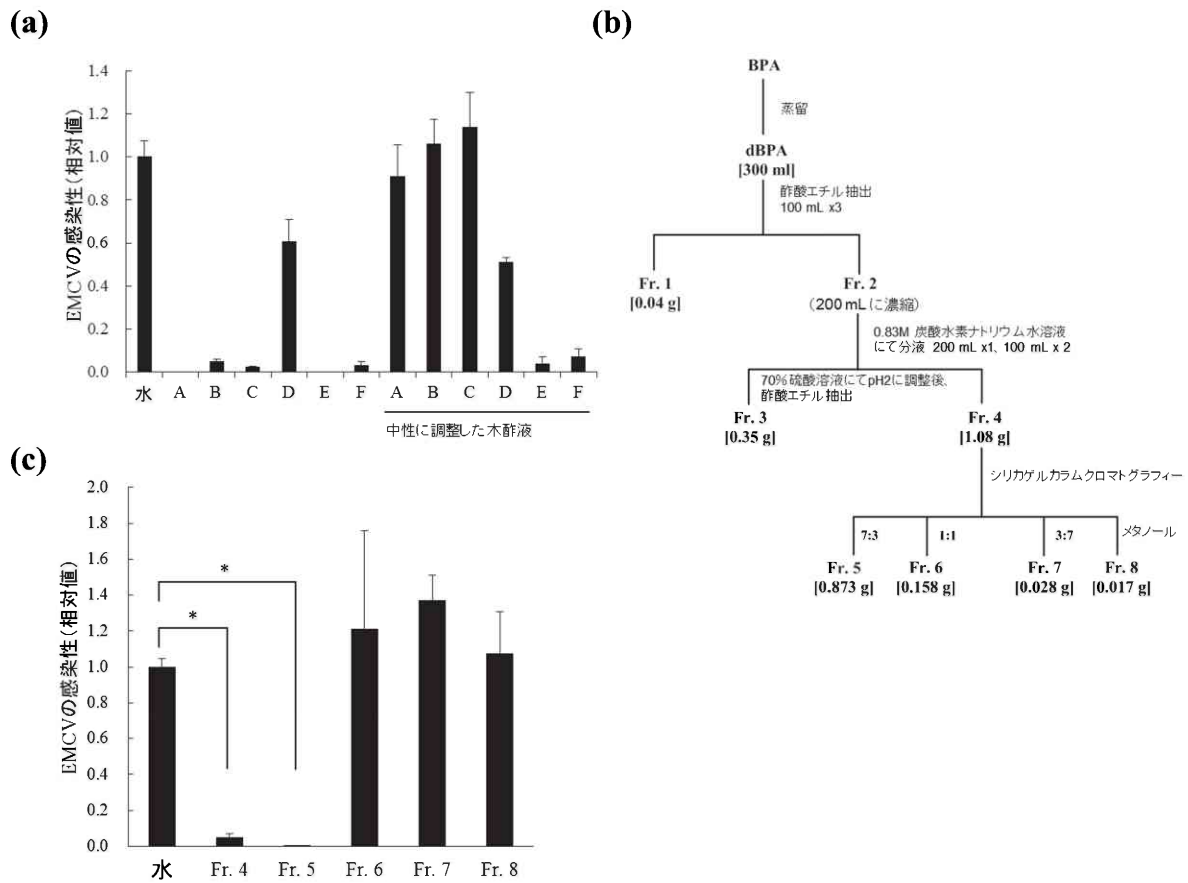 (a)
EMCVの感染性(相対値)
1.4
1.2
1.0
0.8
0.6
0.4
0.2
0.0
水 A B C D E F A B C D E F
中性に調整した木酢液
(b)
BPA
蒸留
dBPA
[300 ml]
酢酸エチル抽出
100 mL x3
Fr. 1
[0.04 g]
Fr. 2
(200 mLに濃縮)
0.83M 炭酸水素ナトリウム水溶液
にて分液 200 mL x1、100 mL x 2
70%硫酸溶液にてpH2に調整後、
酢酸エチル抽出
Fr. 3
[0.35 g]
Fr. 4
[1.08 g]
シリカゲルカラムクロマトグラフィー
7:3
1:1
3:7
メタノール
Fr. 5
[0.873 g]
Fr. 6
[0.158 g]
Fr. 7
[0.028 g]
Fr. 8
[0.017 g]
(c)
EMCVの感染性(相対値)
2.0
1.8
1.6
1.4
1.2
1.0
0.8
0.6
0.4
0.2
0.0
*
*
水 Fr. 4 Fr. 5 Fr. 6 Fr. 7 Fr. 8